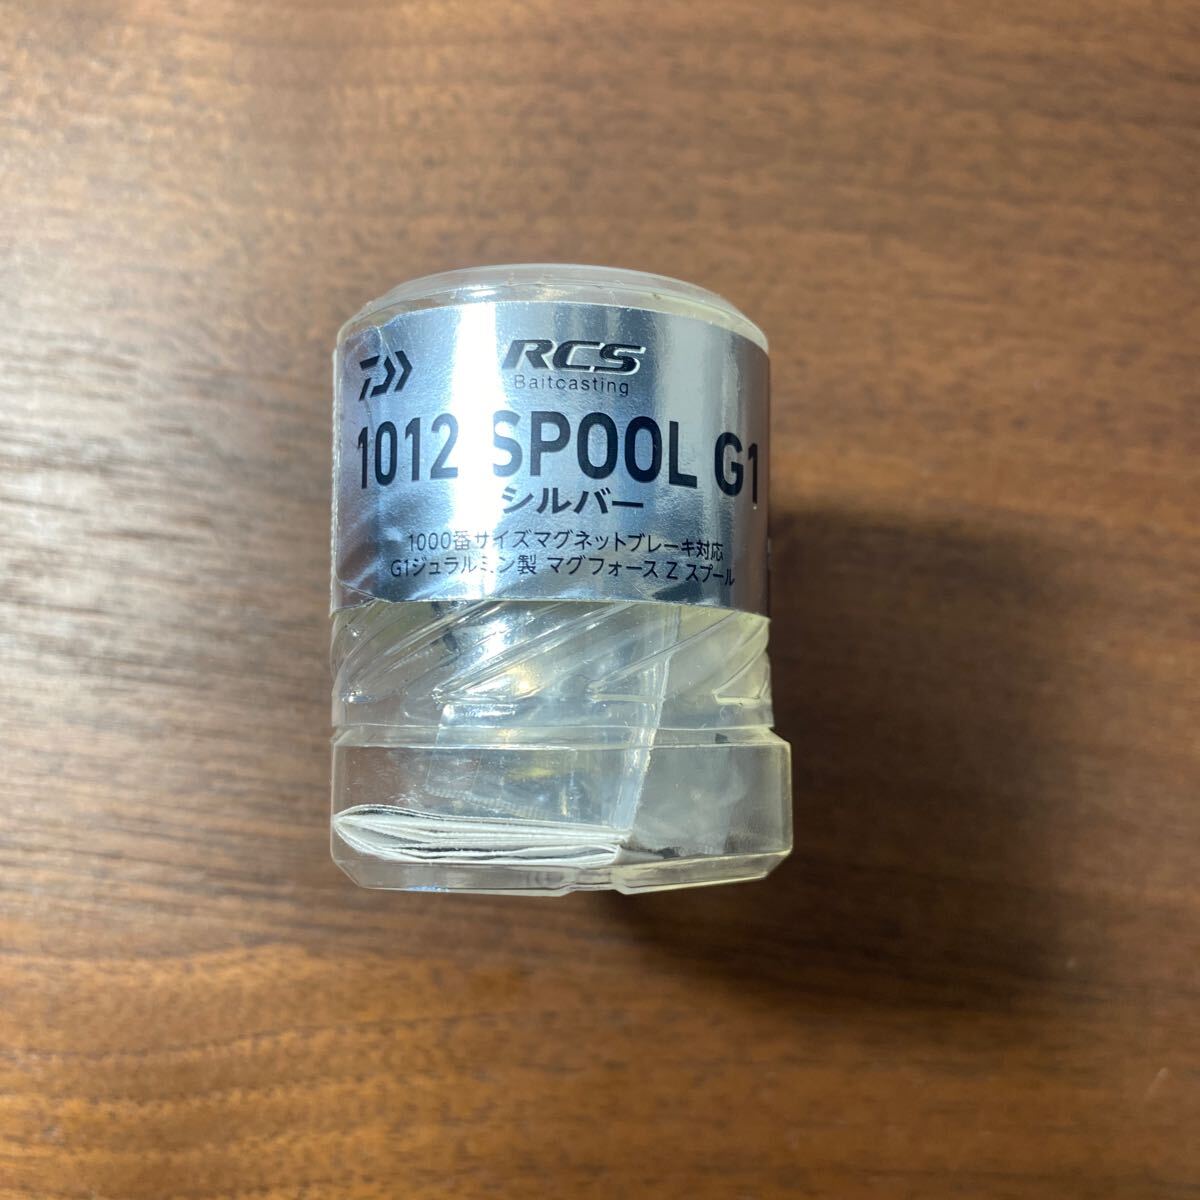 RCS
Baitcasting
1012 SPOOL G1
シルバー
1000番サイズマグネットブレーキ対応
G1ジュラルミン製 マグフォース Z スプール